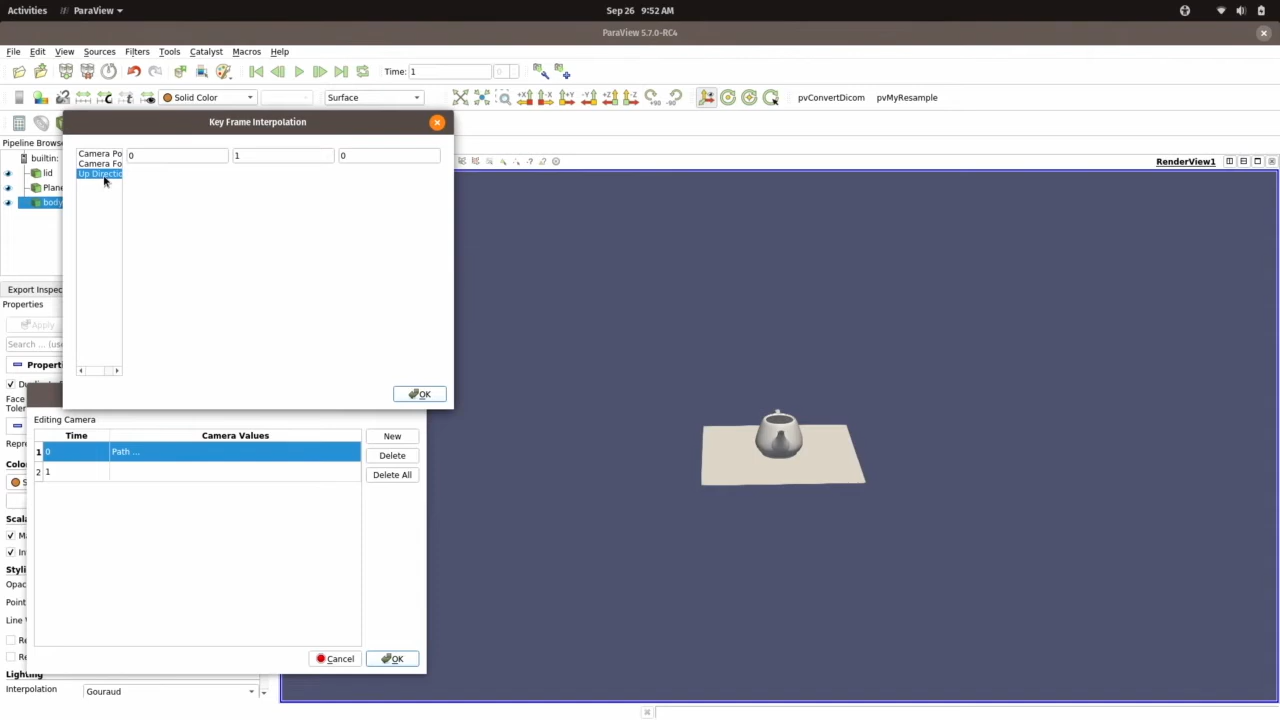 Activities
ParaView
Sep 26 9:52 AM
ParaView 5.7.0-RC4
File Edit View Sources Filters Tools Catalyst Macros Help
Time: 1
0
Solid Color
Surface
pvConvertDicom
pvMyResample
Key Frame Interpolation
Pipeline Brows
Camera Po
0
1
0
Camera Fo
Up Directio
builtin:
lid
Plane
body
RenderView1
Export Inspec
Properties
Apply
Search ... (use
Propert
Face
Toler
OK
Repre
Editing Camera
Time
Camera Values
1 0 Path ...
2 1
New
Delete
Delete All
Colo
Scala
Styli
Opac
Point
Line
Cancel
OK
Lighting
Interpolation
Gouraud